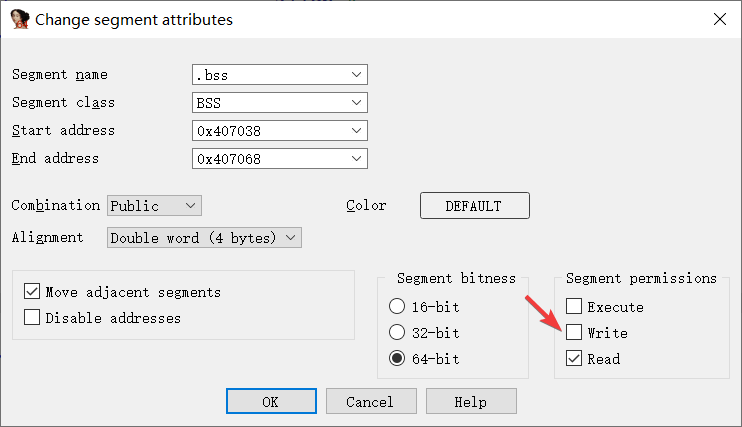 Change segment attributes
Segment name .bss
Segment class BSS
Start address 0x407038
End address 0x407068
Combination Public Color DEFAULT
Alignment Double word (4 bytes)
Move adjacent segments
Disable addresses
Segment bitness
16-bit
32-bit
64-bit
Segment permissions
Execute
Write
Read
OK Cancel Help